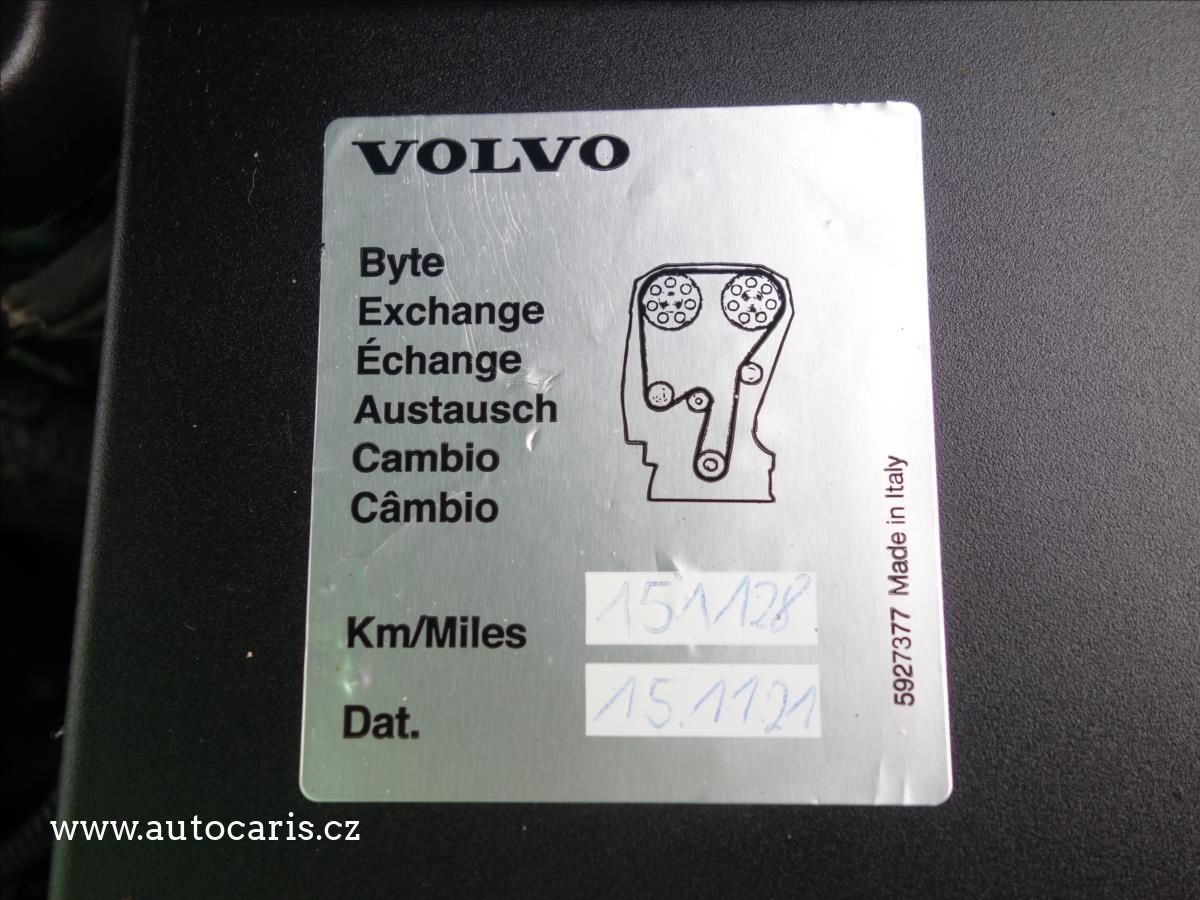 VOLVO
Byte
Exchange
Échange
Austausch
Cambio
Câmbio
Km/Miles 151128
Dat. 15.11.21
5927377 Made in Italy
www.autocaris.cz